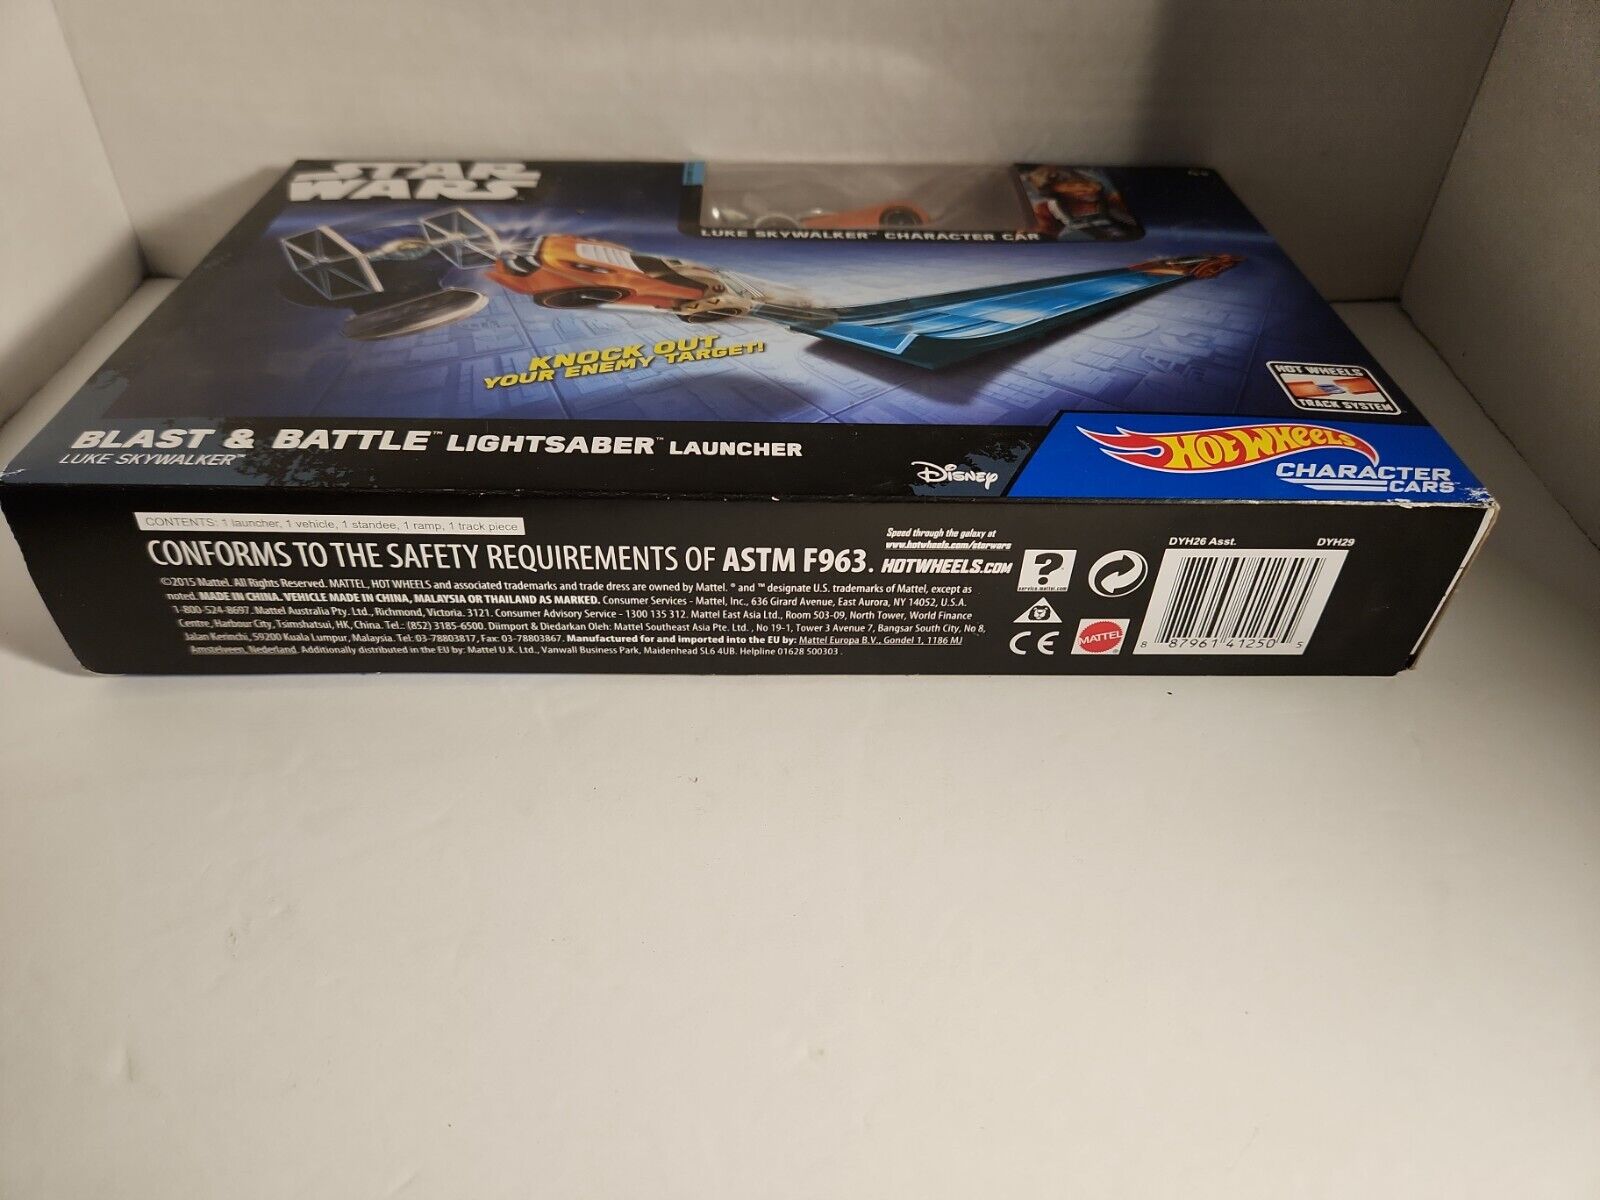 STAR
WARS
LUKE SKYWALKER™ CHARACTER CAR
KNOCK OUT
YOUR ENEMY TARGET!
HOT WHEELS
TRACK SYSTEM
BLAST & BATTLE™ LIGHTSABER™ LAUNCHER
LUKE SKYWALKER™
Disney
Hot Wheels
CHARACTER
CARS™
CONTENTS: 1 launcher, 1 vehicle, 1 standee, 1 ramp, 1 track piece
CONFORMS TO THE SAFETY REQUIREMENTS OF ASTM F963.
Speed through the galaxy at
www.hotwheels.com/starwars
HOTWHEELS.COM
?
service.mattel.com
DYH26 Asst.
DYH29
©2015 Mattel. All Rights Reserved. MATTEL, HOT WHEELS and associated trademarks and trade dress are owned by Mattel. ® and ™ designate U.S. trademarks of Mattel, except as
noted. MADE IN CHINA. VEHICLE MADE IN CHINA, MALAYSIA OR THAILAND AS MARKED. Consumer Services - Mattel, Inc., 636 Girard Avenue, East Aurora, NY 14052, U.S.A.
1-800-524-8697. Mattel Australia Pty. Ltd., Richmond, Victoria. 3121. Consumer Advisory Service - 1300 135 312. Mattel East Asia Ltd., Room 503-09, North Tower, World Finance
Centre, Harbour City, Tsimshatsui, HK, China. Tel.: (852) 3185-6500. Diimport & Diedarkan Oleh: Mattel Southeast Asia Pte. Ltd., No 19-1, Tower 3 Avenue 7, Bangsar South City, No 8,
Jalan Kerinchi, 59200 Kuala Lumpur, Malaysia. Tel: 03-78803817, Fax: 03-78803867. Manufactured for and imported into the EU by: Mattel Europa B.V., Gondel 1, 1186 MJ
Amstelveen, Nederland. Additionally distributed in the EU by: Mattel U.K. Ltd., Vanwall Business Park, Maidenhead SL6 4UB. Helpline 01628 500303.
CE
MATTEL
8 87961 41250 5